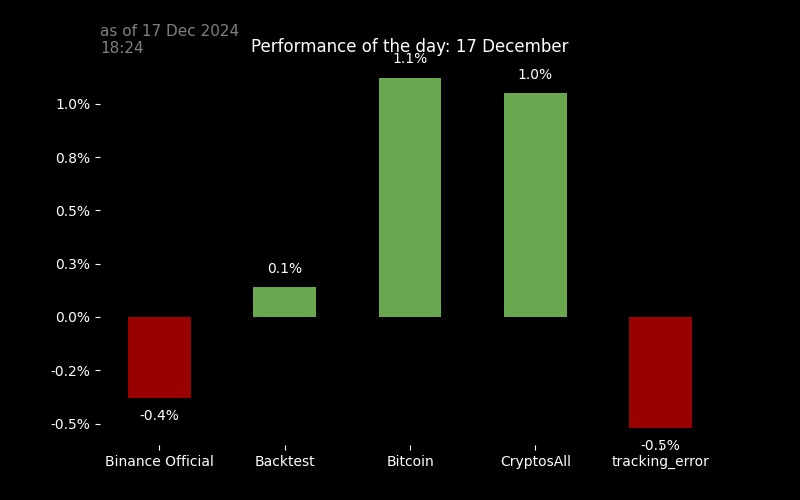 as of 17 Dec 2024
18:24
Performance of the day: 17 December
1.1%
1.0%
1.0%
0.8%
0.5%
0.3%
0.1%
0.0%
-0.2%
-0.4%
-0.5%
-0.5%
Binance Official
Backtest
Bitcoin
CryptosAll
tracking_error